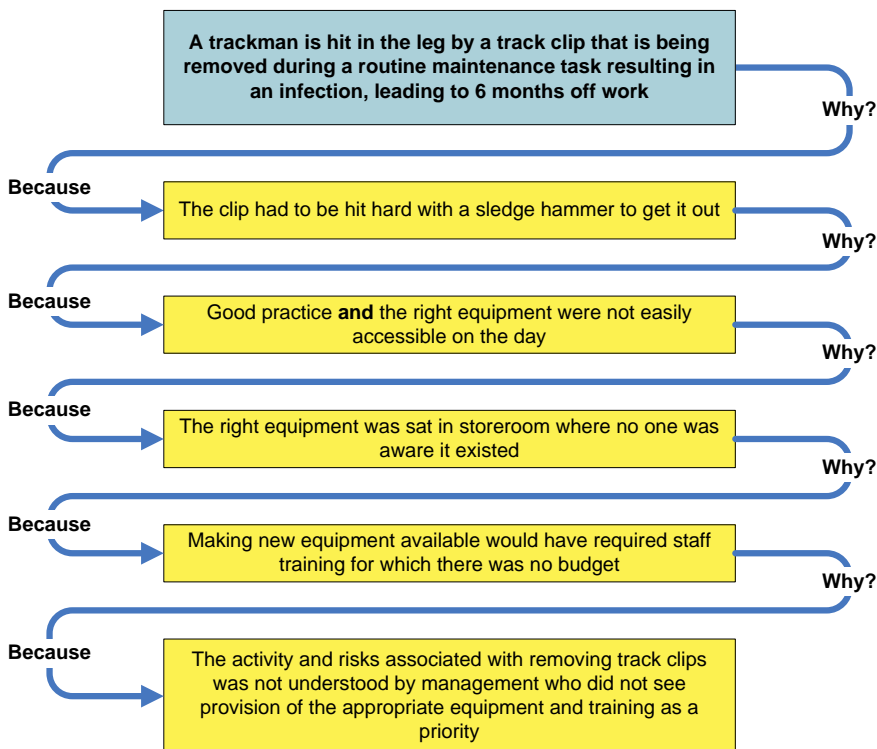 A trackman is hit in the leg by a track clip that is being
removed during a routine maintenance task resulting in
an infection, leading to 6 months off work
Why?
Because
The clip had to be hit hard with a sledge hammer to get it out
Why?
Because
Good practice and the right equipment were not easily
accessible on the day
Why?
Because
The right equipment was sat in storeroom where no one was
aware it existed
Why?
Because
Making new equipment available would have required staff
training for which there was no budget
Why?
Because
The activity and risks associated with removing track clips
was not understood by management who did not see
provision of the appropriate equipment and training as a
priority